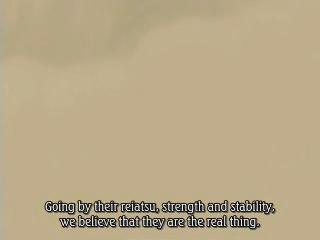 Going by their reiatsu, strength and stability,
we believe that they are the real thing.